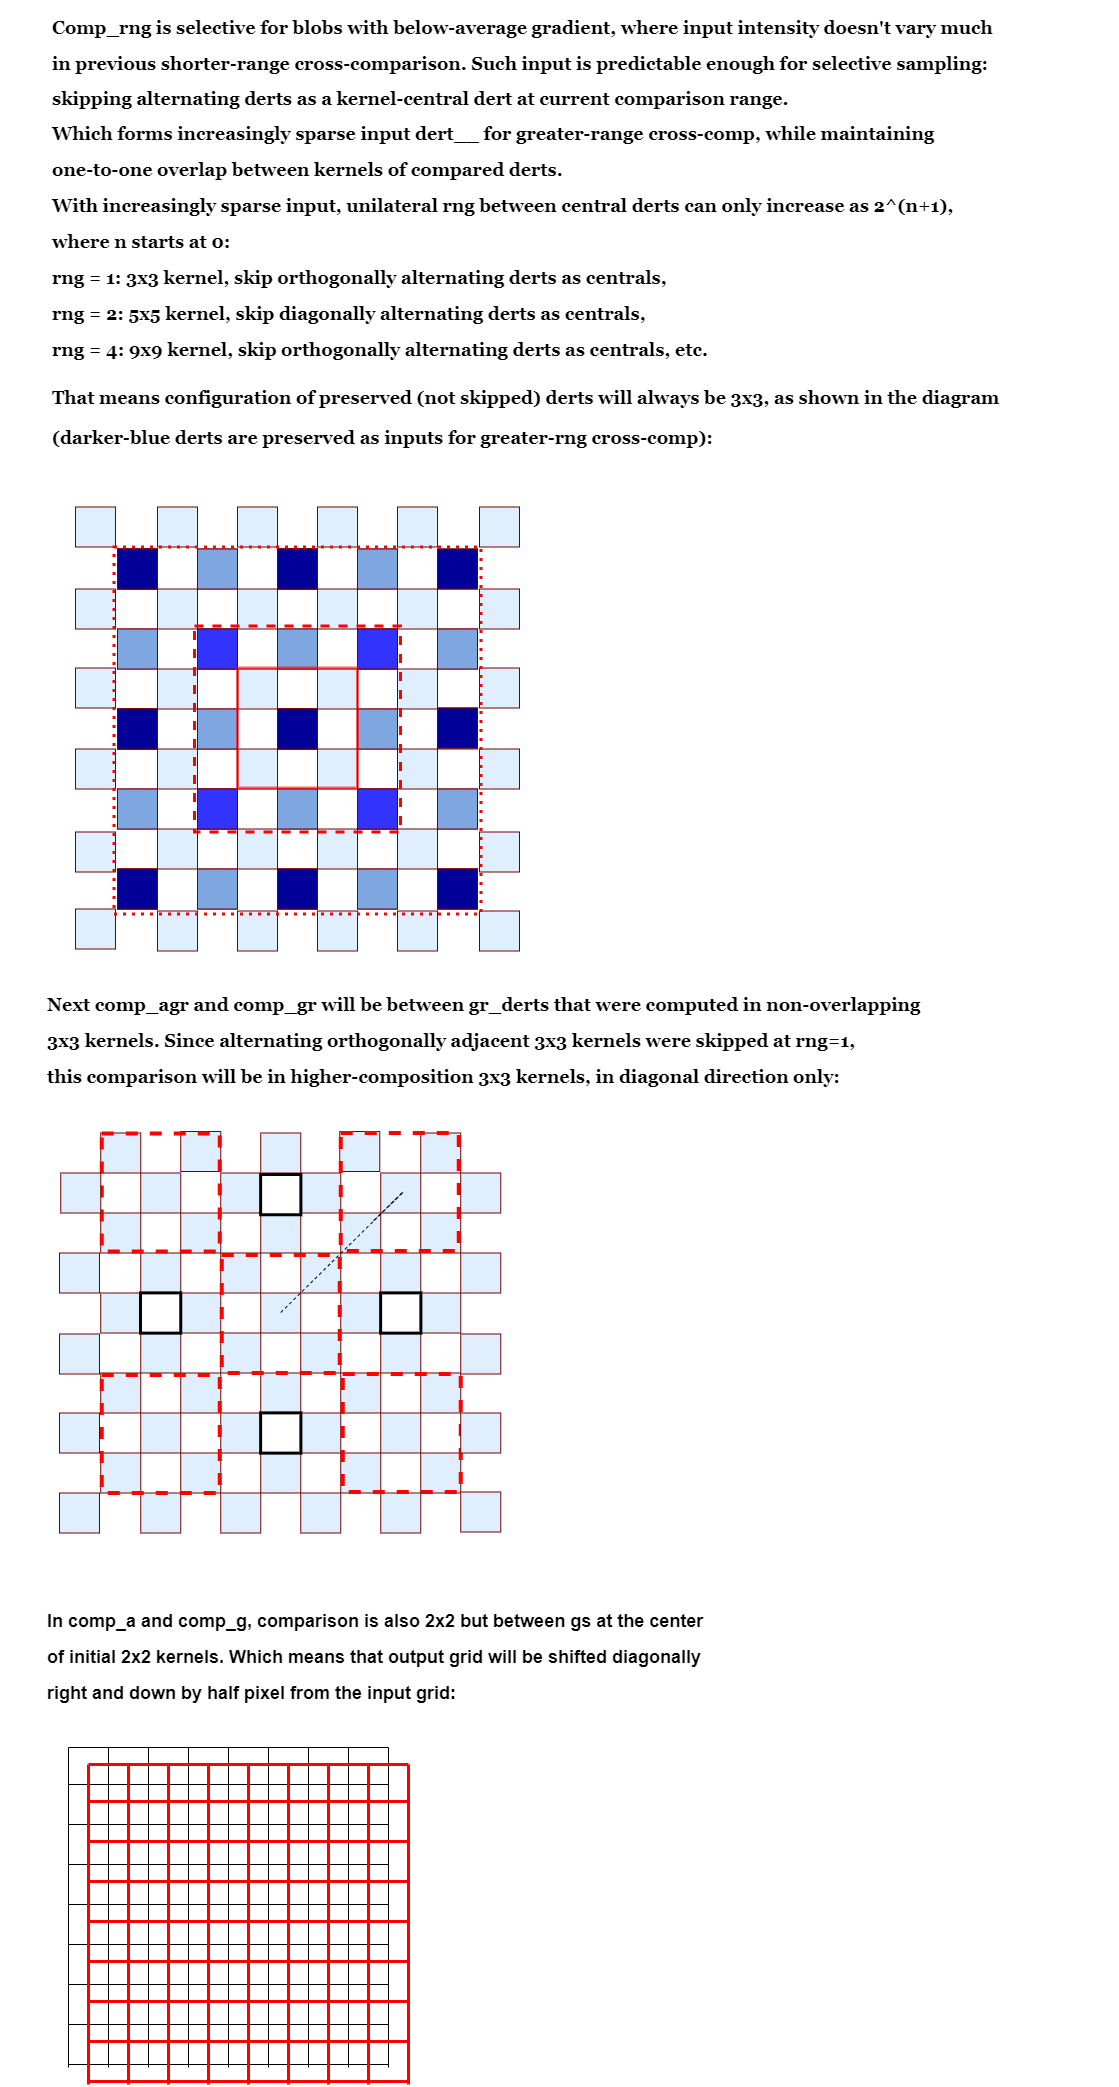 Comp_rng is selective for blobs with below-average gradient, where input intensity doesn't vary much
in previous shorter-range cross-comparison. Such input is predictable enough for selective sampling:
skipping alternating derts as a kernel-central dert at current comparison range.
Which forms increasingly sparse input dert__ for greater-range cross-comp, while maintaining
one-to-one overlap between kernels of compared derts.
With increasingly sparse input, unilateral rng between central derts can only increase as 2^(n+1),
where n starts at 0:
rng = 1: 3x3 kernel, skip orthogonally alternating derts as centrals,
rng = 2: 5x5 kernel, skip diagonally alternating derts as centrals,
rng = 4: 9x9 kernel, skip orthogonally alternating derts as centrals, etc.
That means configuration of preserved (not skipped) derts will always be 3x3, as shown in the diagram
(darker-blue derts are preserved as inputs for greater-rng cross-comp):
Next comp_agr and comp_gr will be between gr_derts that were computed in non-overlapping
3x3 kernels. Since alternating orthogonally adjacent 3x3 kernels were skipped at rng=1,
this comparison will be in higher-composition 3x3 kernels, in diagonal direction only:
In comp_a and comp_g, comparison is also 2x2 but between gs at the center
of initial 2x2 kernels. Which means that output grid will be shifted diagonally
right and down by half pixel from the input grid: